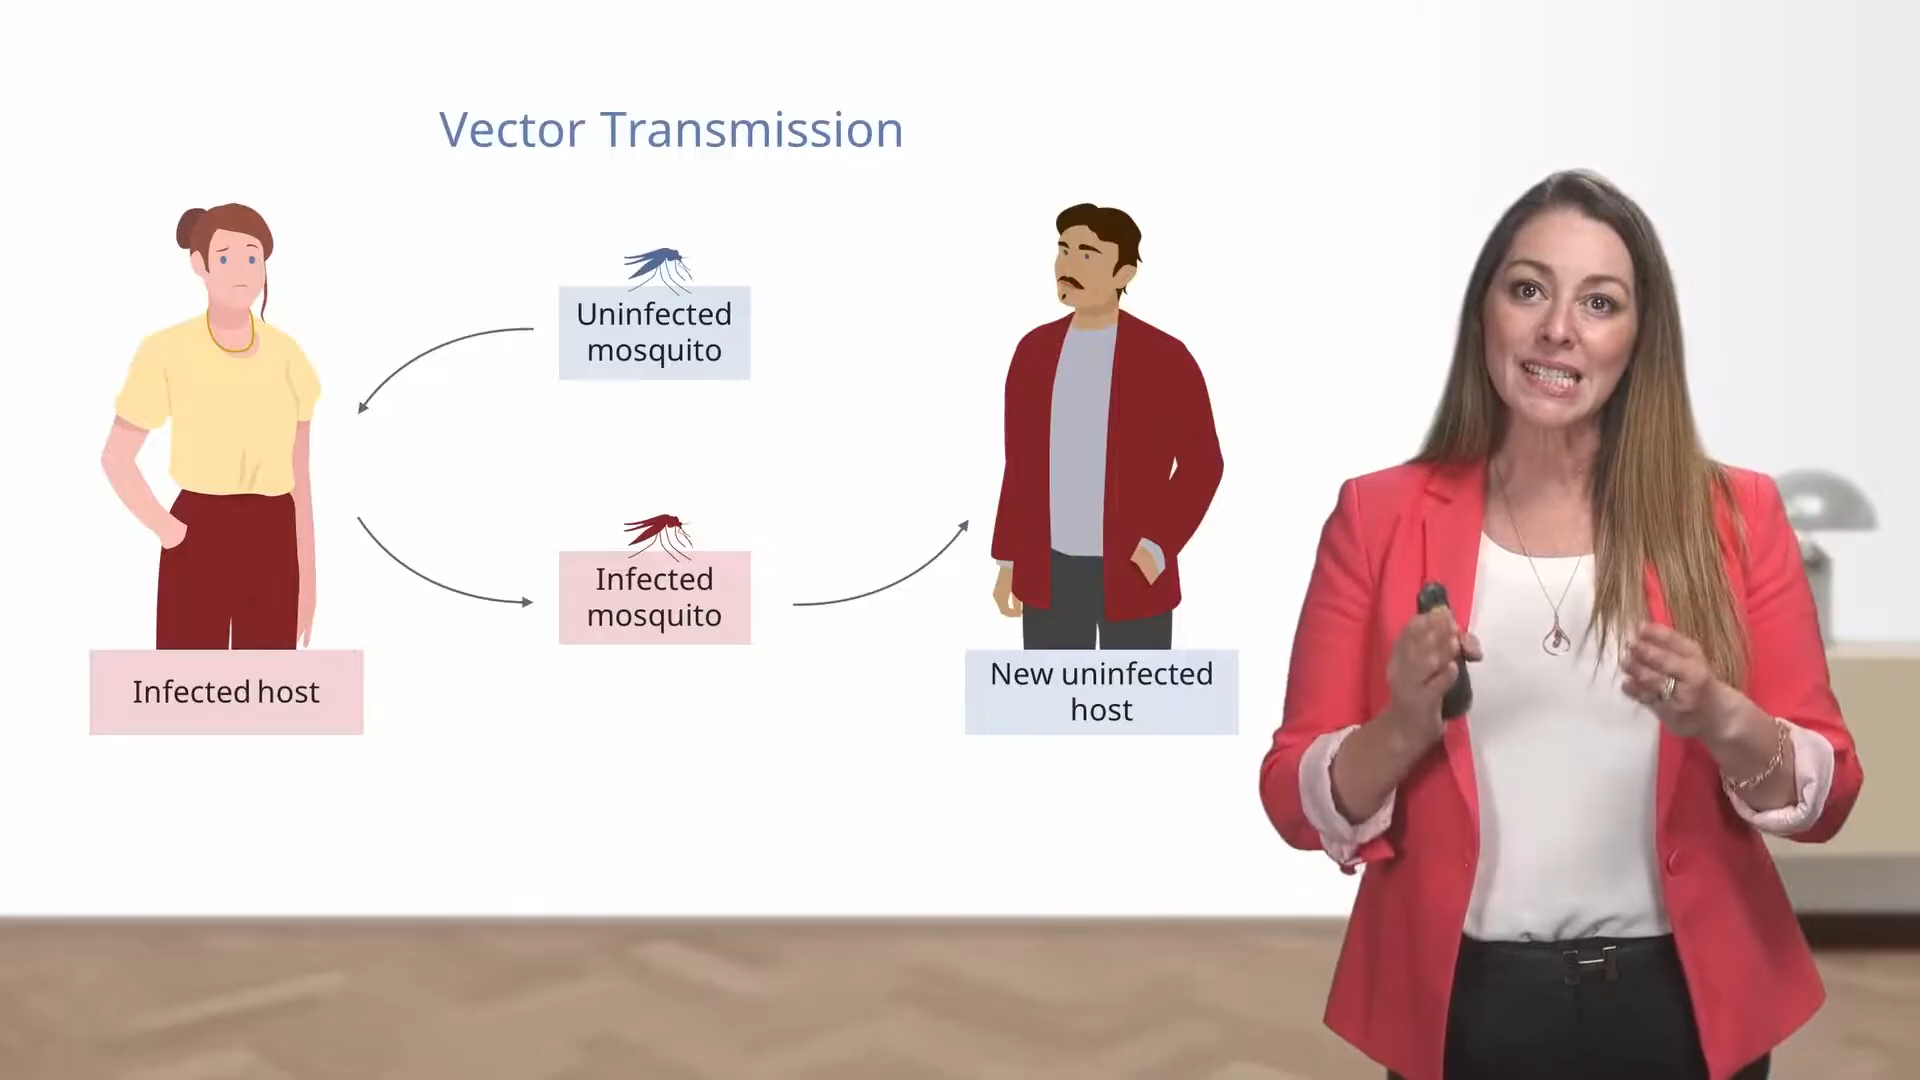 Vector Transmission
Uninfected
mosquito
Infected
mosquito
Infected host
New uninfected
host